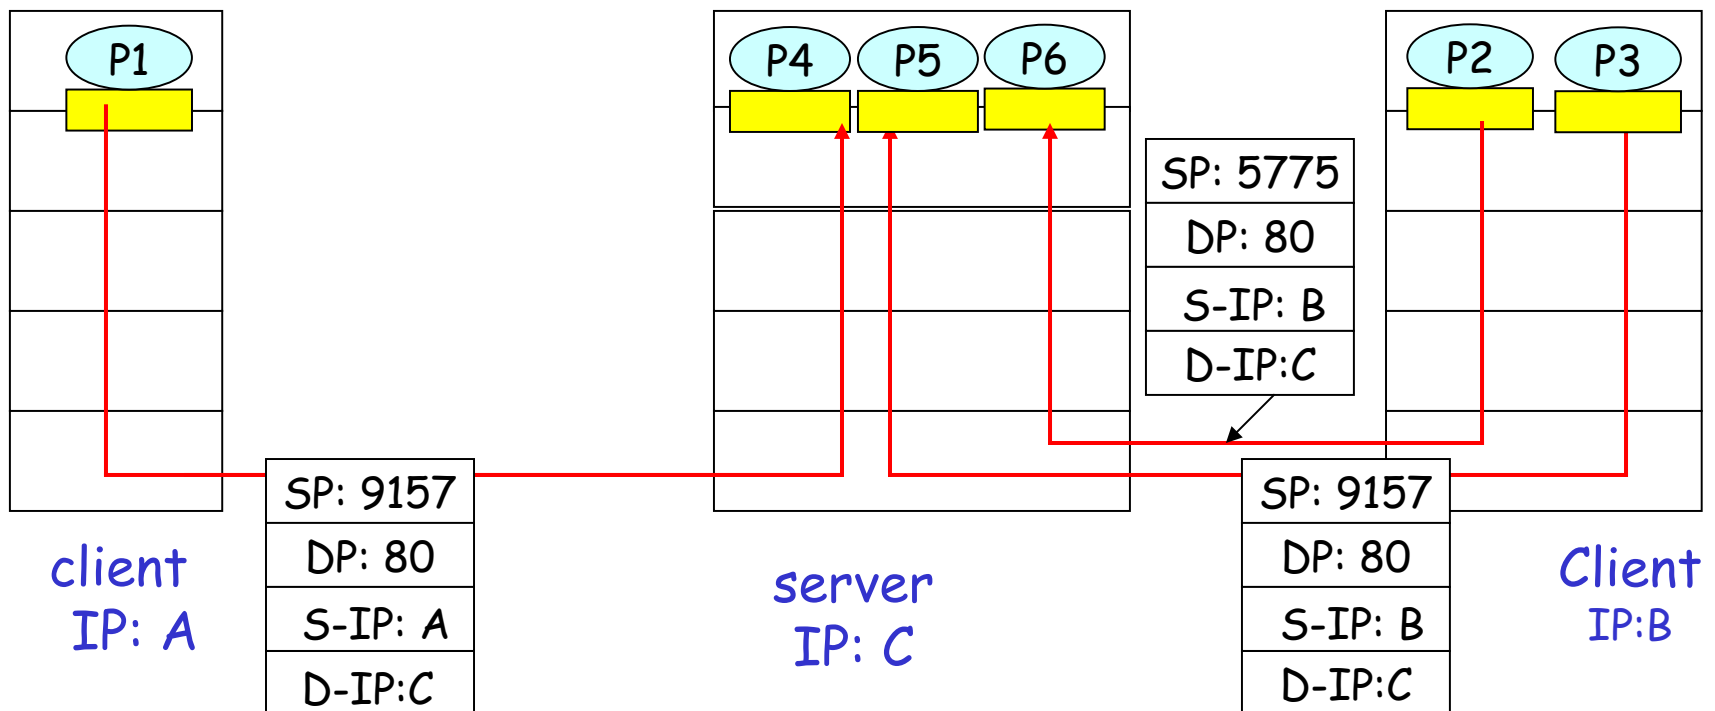 P1
P4
P5
P6
P2
P3
SP: 5775
DP: 80
S-IP: B
D-IP:C
SP: 9157
DP: 80
S-IP: A
D-IP:C
SP: 9157
DP: 80
S-IP: B
D-IP:C
client
IP: A
server
IP: C
Client
IP:B